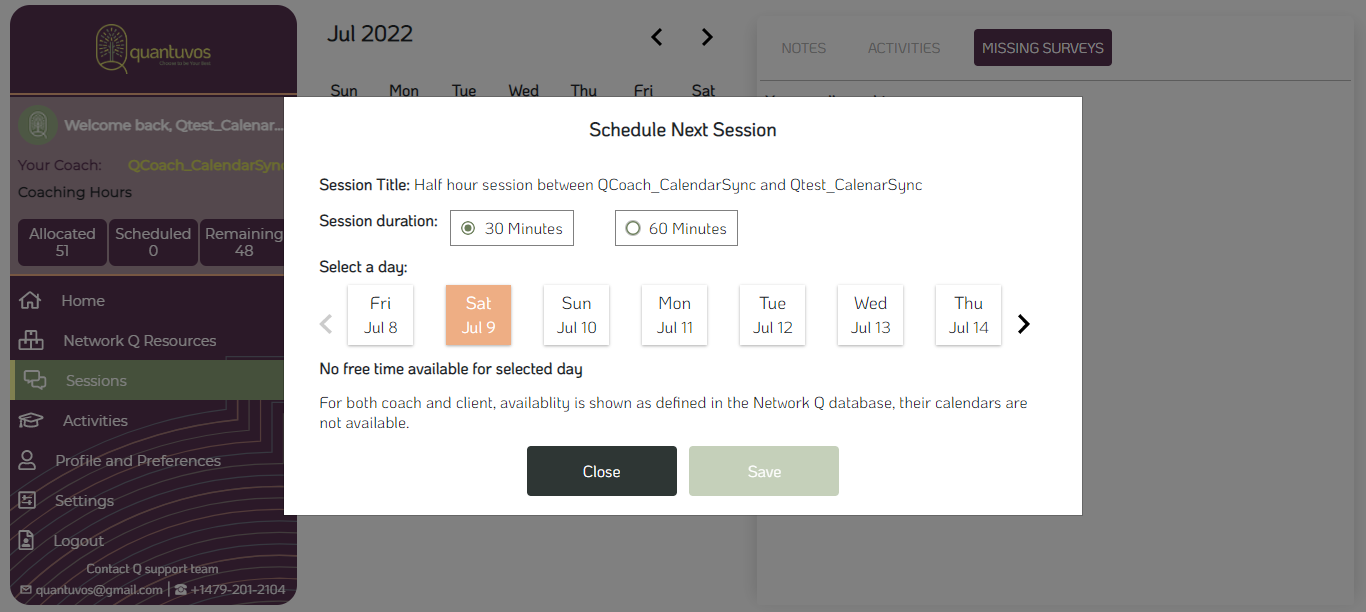 quantuvos
Choose to be Your Best
Welcome back, Qtest_Calenar...
Your Coach: QCoach_CalendarSync
Coaching Hours
Allocated Scheduled Remaining
51 0 48
Home
Network Q Resources
Sessions
Activities
Profile and Preferences
Settings
Logout
Contact Q support team
quantuvos@gmail.com | +1479-201-2104
Jul 2022
Sun Mon Tue Wed Thu Fri Sat
NOTES ACTIVITIES MISSING SURVEYS
Schedule Next Session
Session Title: Half hour session between QCoach_CalendarSync and Qtest_CalenarSync
Session duration: 30 Minutes 60 Minutes
Select a day:
Fri Sat Sun Mon Tue Wed Thu
Jul 8 Jul 9 Jul 10 Jul 11 Jul 12 Jul 13 Jul 14
No free time available for selected day
For both coach and client, availablity is shown as defined in the Network Q database, their calendars are
not available.
Close Save